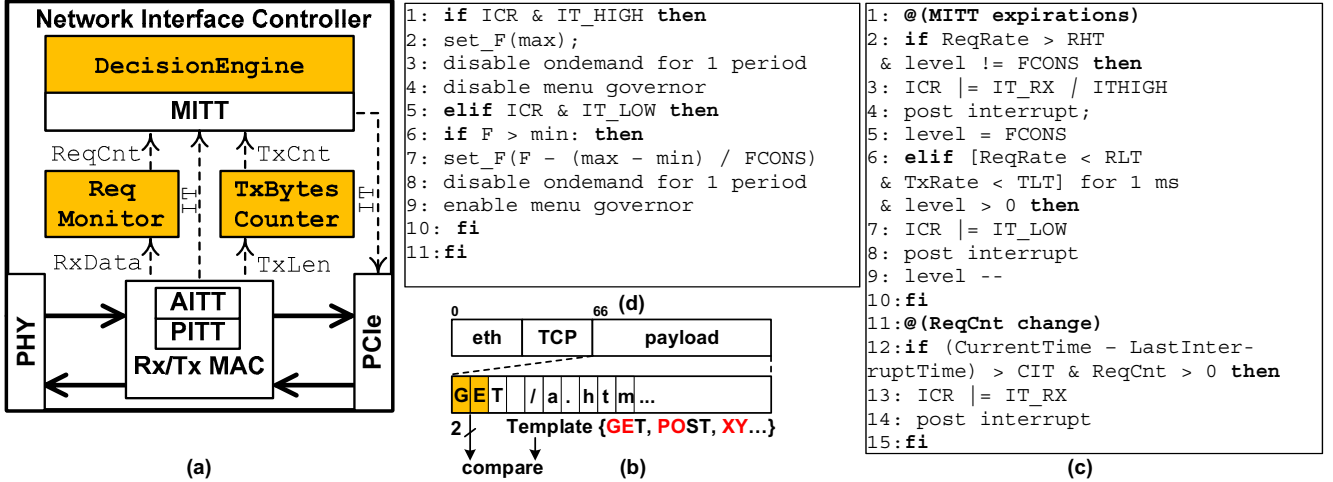 Network Interface Controller
DecisionEngine
MITT
ReqCnt
TxCnt
IT
IT
Req
Monitor
TxBytes
Counter
RxData
TxLen
PHY
AITT
PITT
Rx/Tx MAC
PCIe
(a)
1: if ICR & IT_HIGH then
2: set_F(max);
3: disable ondemand for 1 period
4: disable menu governor
5: elif ICR & IT_LOW then
6: if F > min: then
7: set_F(F – (max – min) / FCONS)
8: disable ondemand for 1 period
9: enable menu governor
10: fi
11:fi
(d)
0
66
eth
TCP
payload
GET /a.htm...
2
Template {GET, POST, XY...}
compare
(b)
1: @(MITT expirations)
2: if ReqRate > RHT
& level != FCONS then
3: ICR |= IT_RX / ITHIGH
4: post interrupt;
5: level = FCONS
6: elif [ReqRate < RLT
& TxRate < TLT] for 1 ms
& level > 0 then
7: ICR |= IT_LOW
8: post interrupt
9: level --
10:fi
11:@(ReqCnt change)
12:if (CurrentTime – LastInter-
ruptTime) > CIT & ReqCnt > 0 then
13: ICR |= IT_RX
14: post interrupt
15:fi
(c)